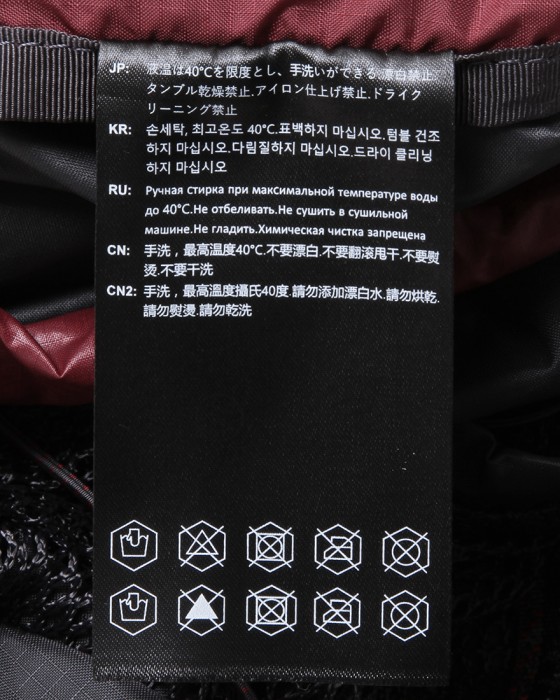 JP: 液温は40℃を限度とし、手洗いができる.漂白禁止.
タンブル乾燥禁止.アイロン仕上げ禁止.ドライク
リーニング禁止
KR: 손세탁, 최고온도 40℃.표백하지 마십시오.텀블 건조
하지 마십시오.다림질하지 마십시오.드라이 클리닝
하지 마십시오
RU: Ручная стирка при максимальной температуре воды
до 40℃.Не отбеливать.Не сушить в сушильной
машине.Не гладить.Химическая чистка запрещена
CN: 手洗，最高温度40℃.不要漂白.不要翻滚甩干.不要熨
烫.不要干洗
CN2: 手洗，最高溫度攝氏40度.請勿添加漂白水.請勿烘乾.
請勿熨燙.請勿乾洗